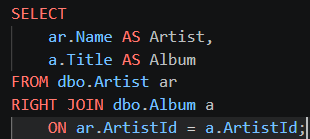 SELECT
    ar.Name AS Artist,
    a.Title AS Album
FROM dbo.Artist ar
RIGHT JOIN dbo.Album a
    ON ar.ArtistId = a.ArtistId;